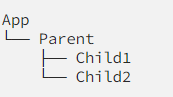 App
└── Parent
    ├── Child1
    └── Child2